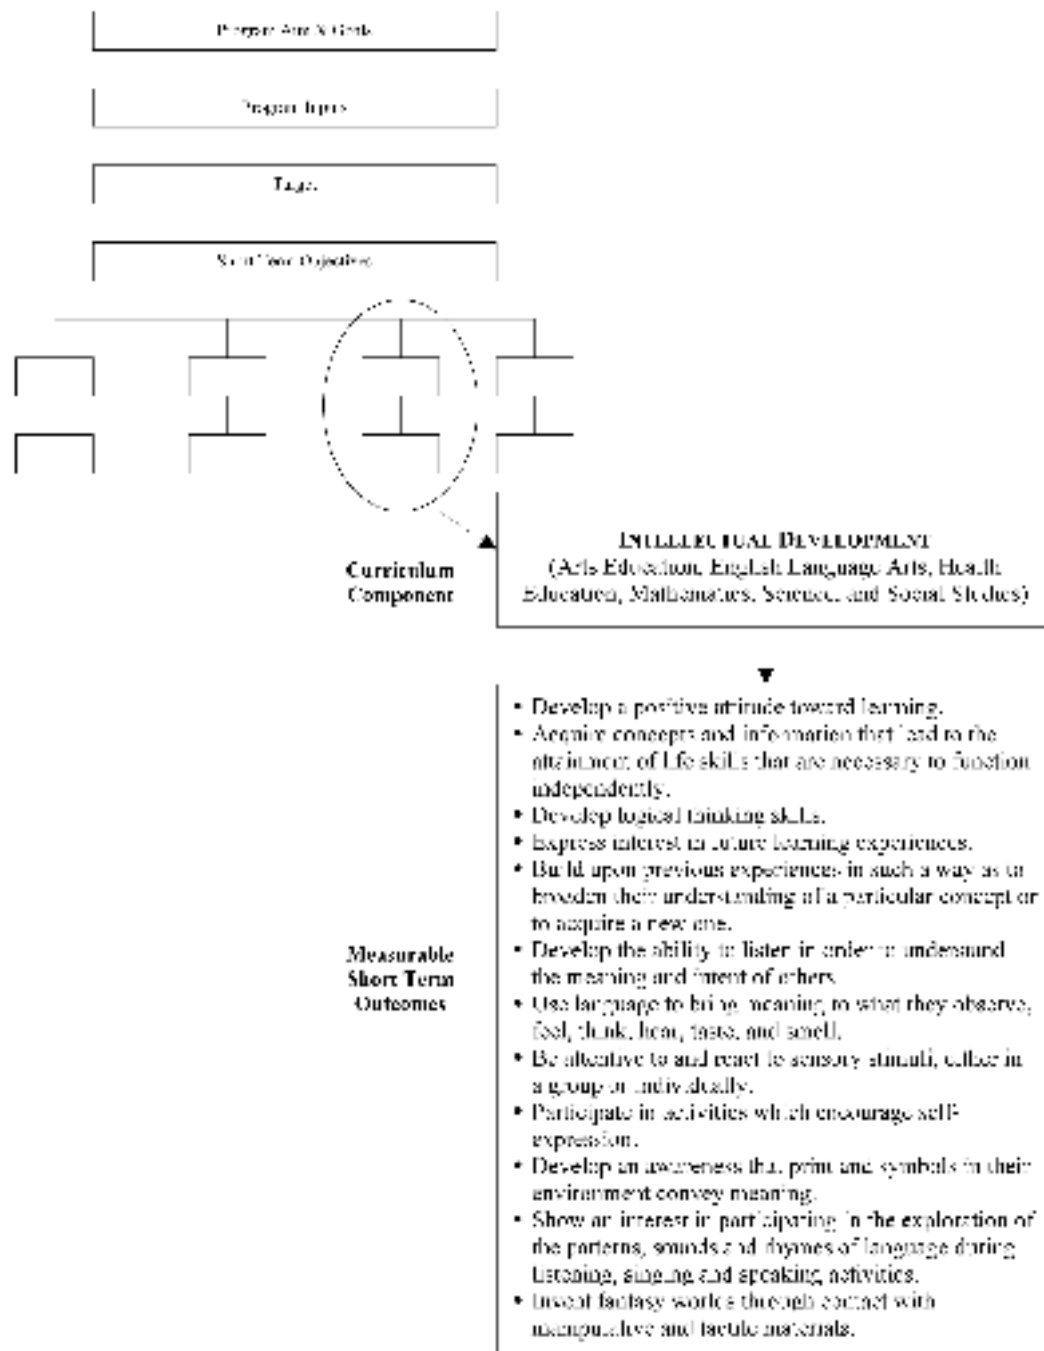 Program Aim & Goals
Program Inputs
Target
Short Term Objectives
INTELLECTUAL DEVELOPMENT
(Arts Education, English Language Arts, Health
Education, Mathematics, Science, and Social Studies)
Curriculum
Component
• Develop a positive attitude toward learning.
• Acquire concepts and information that lead to the
attainment of life skills that are necessary to function
independently.
• Develop logical thinking skills.
• Express interest in future learning experiences.
• Build upon previous experiences in such a way as to
broaden their understanding of a particular concept or
to acquire a new one.
Measurable
Short Term
Outcomes
• Develop the ability to listen in order to understand
the meaning and intent of others.
• Use language to bring meaning to what they observe,
feel, think, hear, taste, and smell.
• Be attentive to and react to sensory stimuli, either in
a group or individually.
• Participate in activities which encourage self-
expression.
• Develop an awareness that print and symbols in their
environment convey meaning.
• Show an interest in participating in the exploration of
the patterns, sounds and rhymes of language during
listening, singing and speaking activities.
• Invent fantasy worlds through contact with
manipulative and tactile materials.